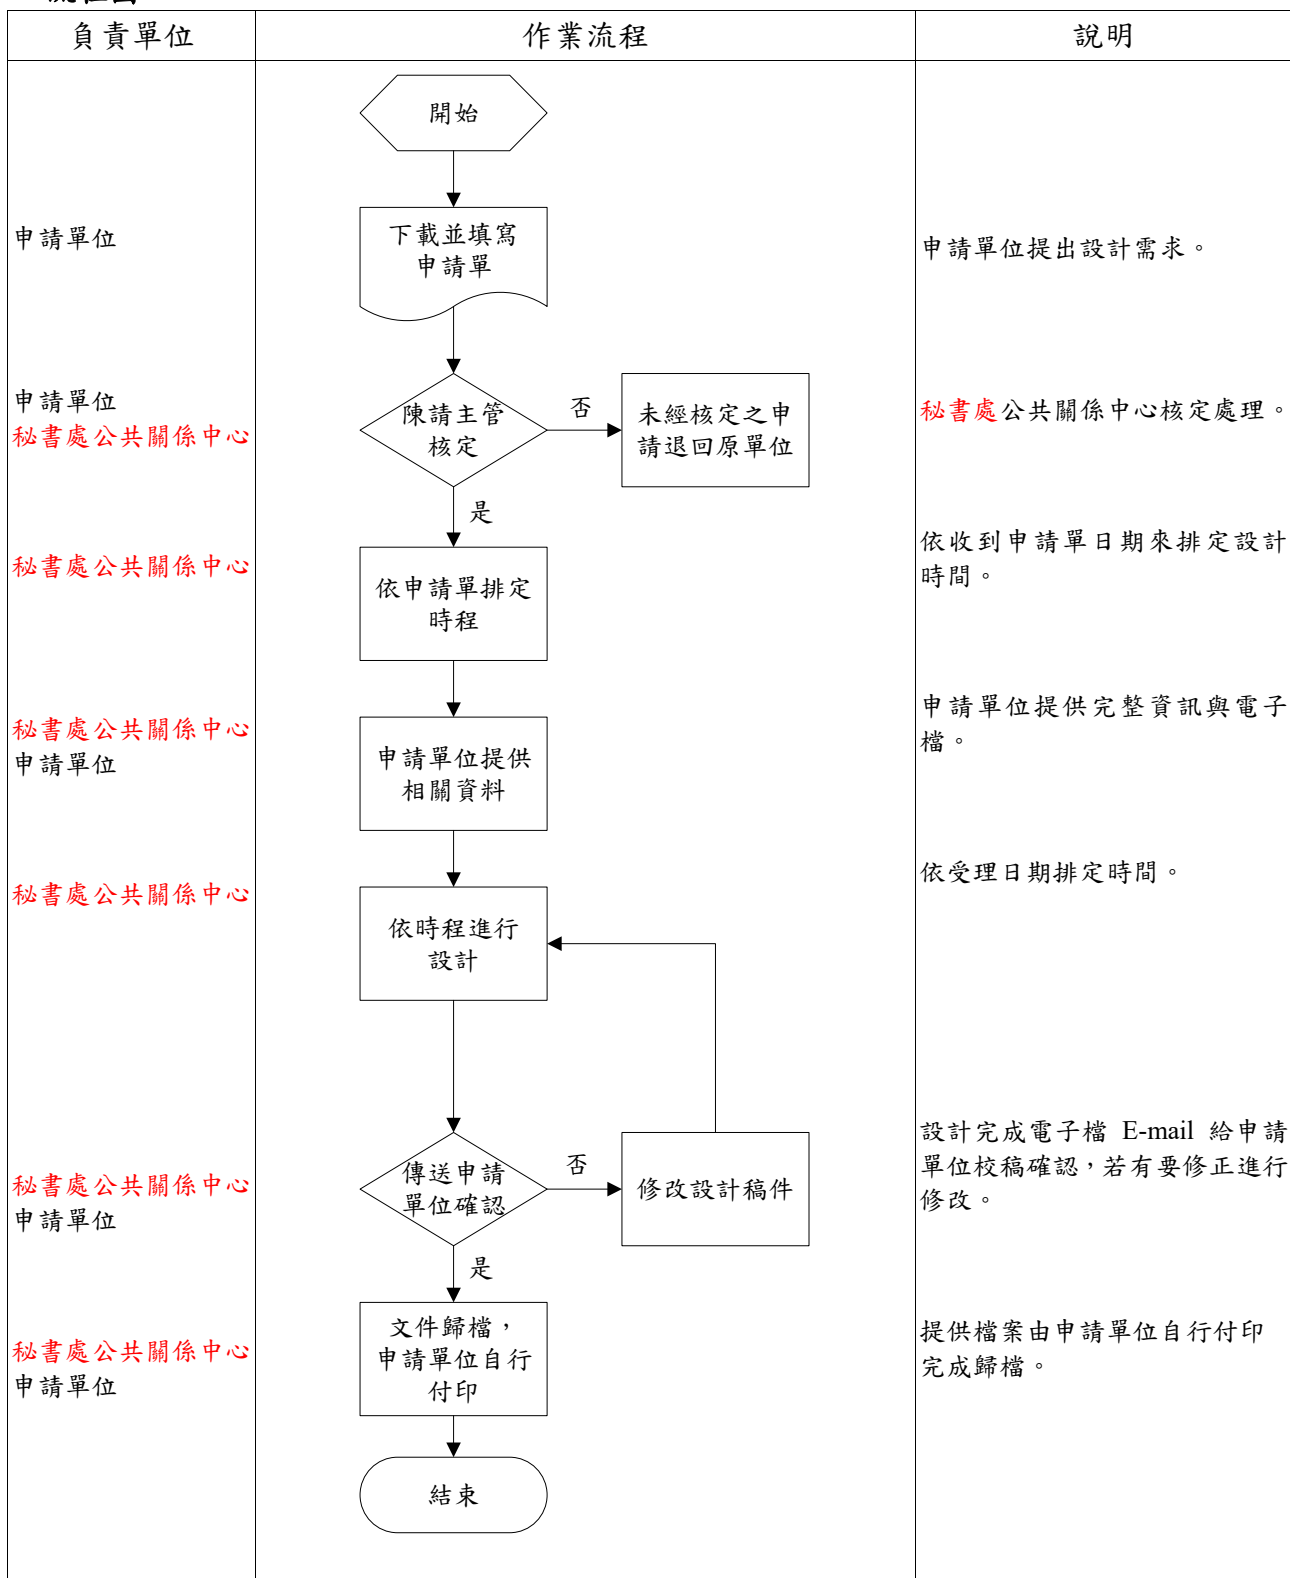 負責單位
作業流程
說明
開始
申請單位
下載並填寫
申請單
申請單位提出設計需求。
申請單位
秘書處公共關係中心
陳請主管
核定
否
未經核定之申
請退回原單位
秘書處公共關係中心核定處理。
是
秘書處公共關係中心
依申請單排定
時程
依收到申請單日期來排定設計
時間。
秘書處公共關係中心
申請單位
申請單位提供
相關資料
申請單位提供完整資訊與電子
檔。
秘書處公共關係中心
依時程進行
設計
依受理日期排定時間。
秘書處公共關係中心
申請單位
傳送申請
單位確認
否
修改設計稿件
設計完成電子檔 E-mail 給申請
單位校稿確認，若有要修正進行
修改。
是
秘書處公共關係中心
申請單位
文件歸檔，
申請單位自行
付印
提供檔案由申請單位自行付印
完成歸檔。
結束